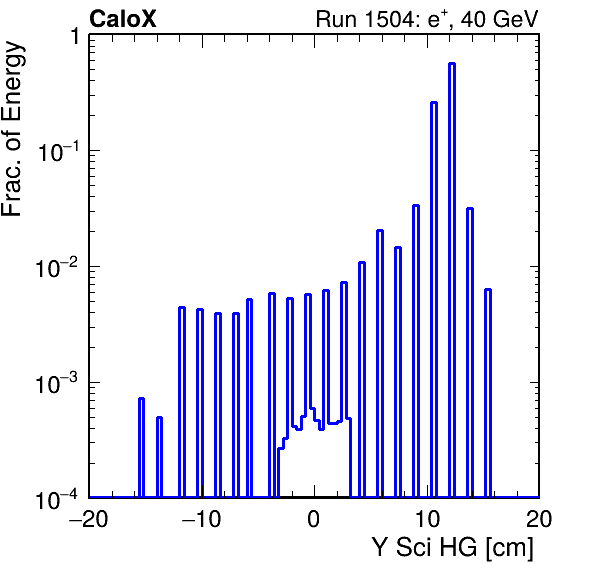 CaloX Run 1504: e⁺, 40 GeV
Frac. of Energy
1
10⁻¹
10⁻²
10⁻³
10⁻⁴
−20 −10 0 10 20
Y Sci HG [cm]